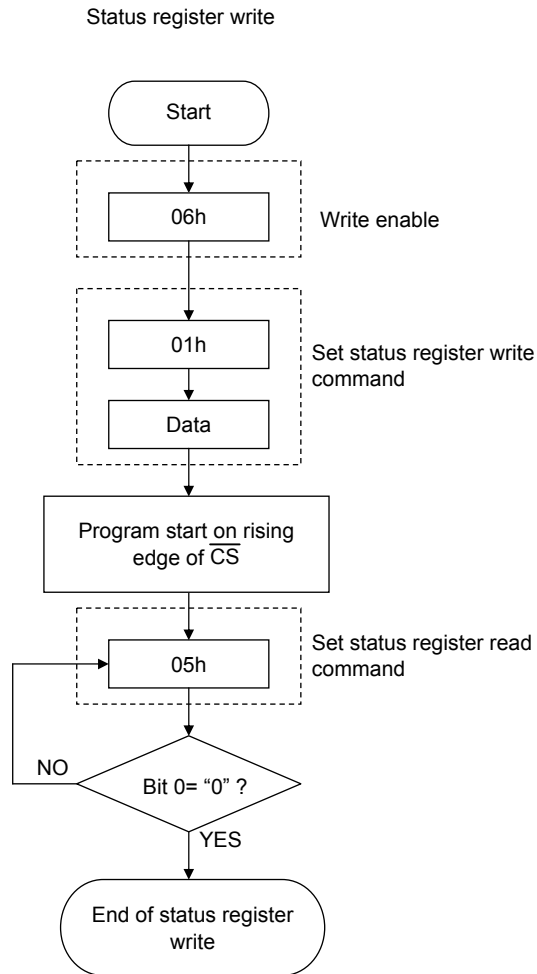 Status register write
Start
06h
Write enable
01h
Set status register write
command
Data
Program start on rising
edge of C̅S̅
05h
Set status register read
command
NO
Bit 0= “0” ?
YES
End of status register
write